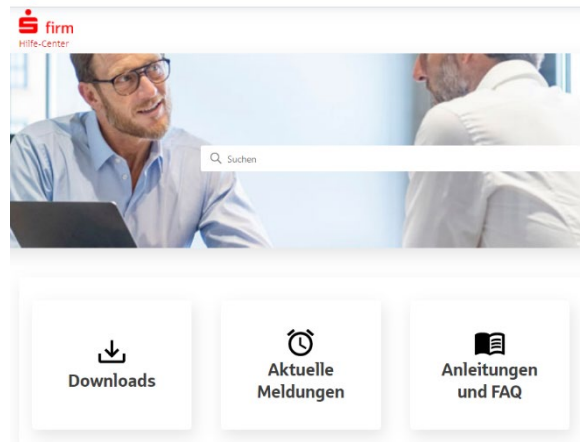 S firm
Hilfe-Center
Suchen
Downloads
Aktuelle
Meldungen
Anleitungen
und FAQ